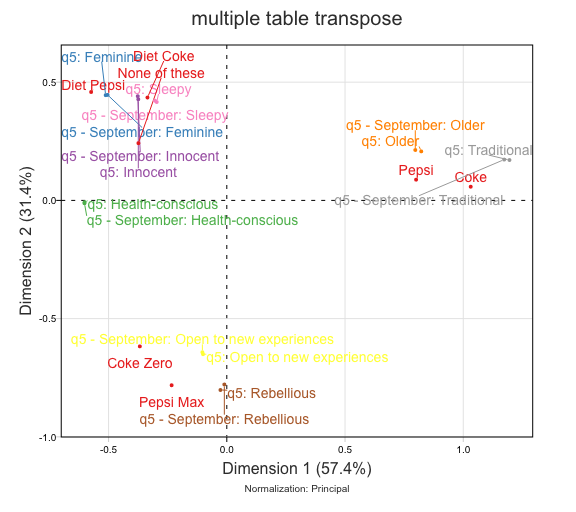 multiple table transpose
q5: Feminine
Diet Coke
None of these
Diet Pepsi
q5: Sleepy
q5 - September: Sleepy
q5 - September: Feminine
q5 - September: Innocent
q5: Innocent
q5: Health-conscious
q5 - September: Health-conscious
q5 - September: Older
q5: Older
q5: Traditional
Pepsi
Coke
q5 - September: Traditional
q5 - September: Open to new experiences
q5: Open to new experiences
Coke Zero
q5: Rebellious
Pepsi Max
q5 - September: Rebellious
0.5
0.0
-0.5
-1.0
Dimension 2 (31.4%)
-0.5
0.0
0.5
1.0
Dimension 1 (57.4%)
Normalization: Principal